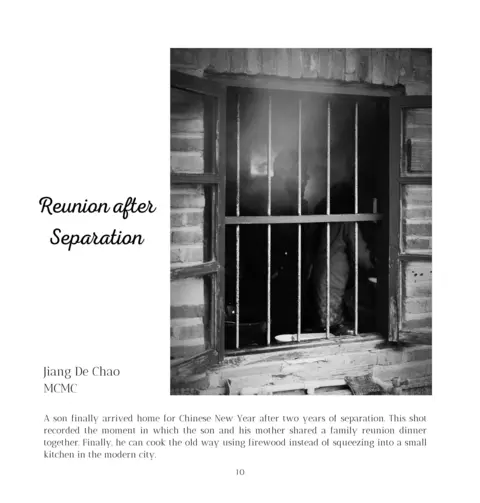 Reunion after
Separation
Jiang De Chao
MCMC
A son finally arrived home for Chinese New Year after two years of separation. This shot
recorded the moment in which the son and his mother shared a family reunion dinner
together. Finally, he can cook the old way using firewood instead of squeezing into a small
kitchen in the modern city.
10